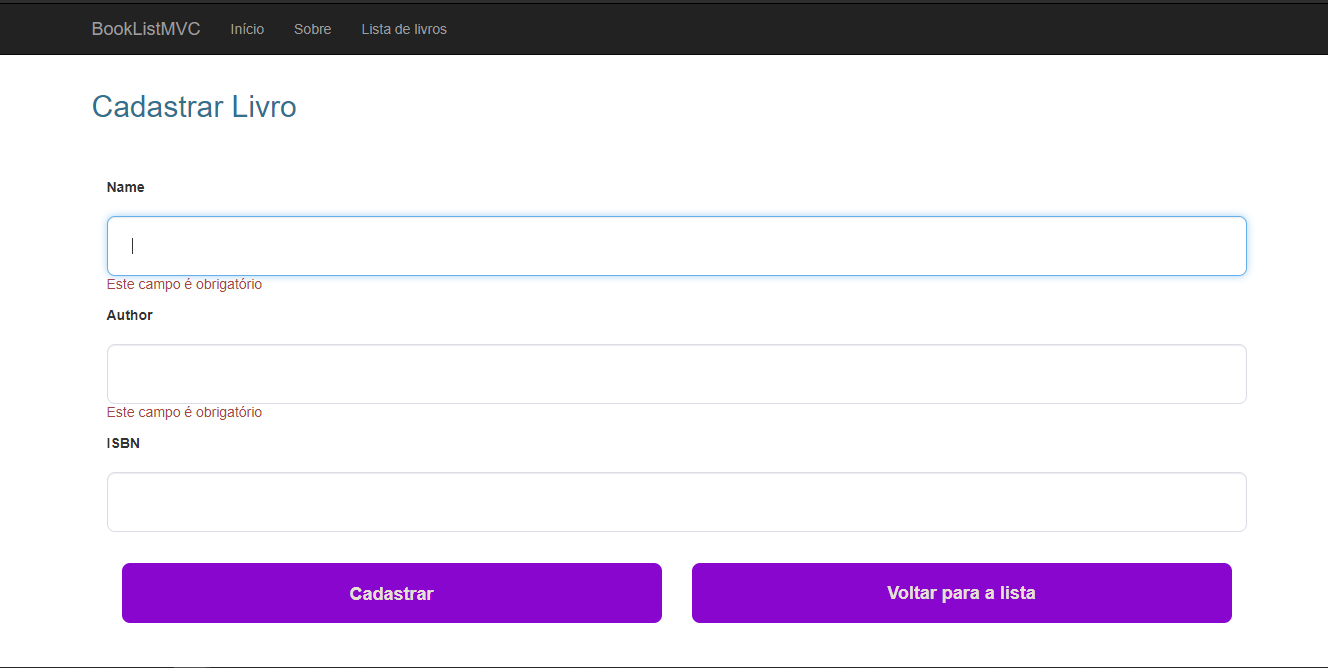 BookListMVC Início Sobre Lista de livros
Cadastrar Livro
Name
Este campo é obrigatório
Author
Este campo é obrigatório
ISBN
Cadastrar Voltar para a lista